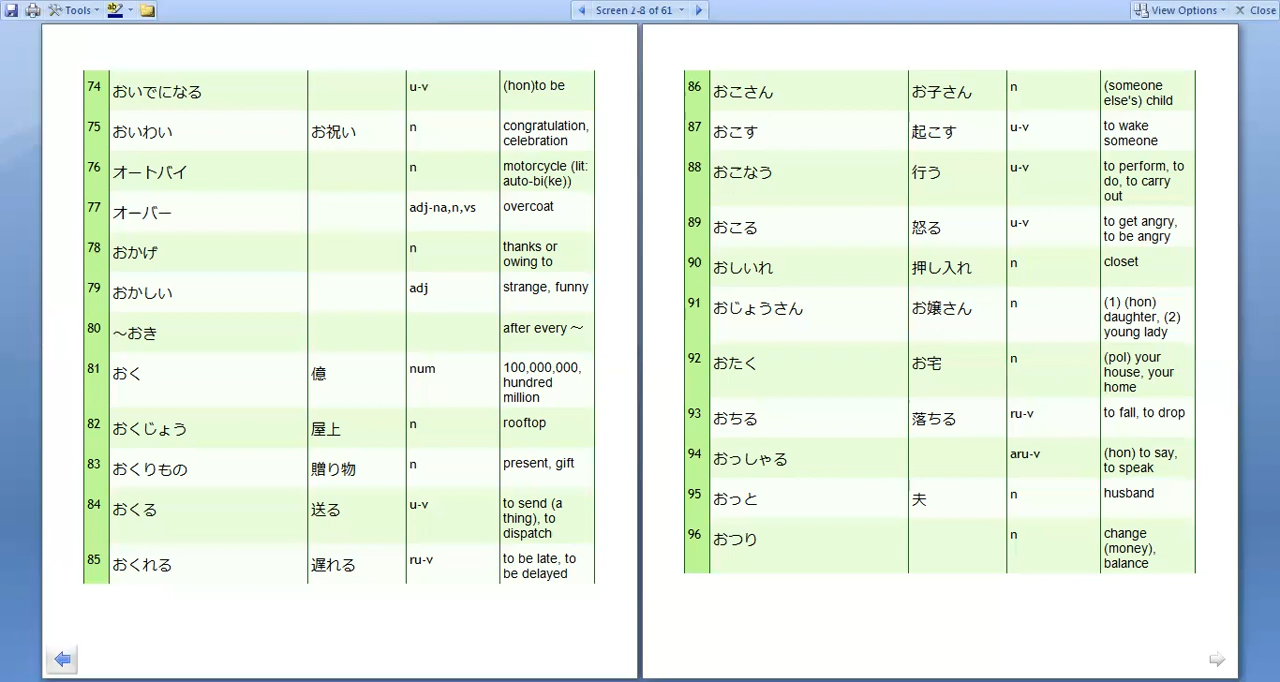 Tools
Screen 2-8 of 61
View Options
Close
74 おいでになる u-v (hon)to be
75 おいわい お祝い n congratulation,
celebration
76 オートバイ n motorcycle (lit:
auto-bi(ke))
77 オーバー adj-na,n,vs overcoat
78 おかげ n thanks or
owing to
79 おかしい adj strange, funny
80 ～おき after every ～
81 おく 億 num 100,000,000,
hundred
million
82 おくじょう 屋上 n rooftop
83 おくりもの 贈り物 n present, gift
84 おくる 送る u-v to send (a
thing), to
dispatch
85 おくれる 遅れる ru-v to be late, to
be delayed
86 おこさん お子さん n (someone
else's) child
87 おこす 起こす u-v to wake
someone
88 おこなう 行う u-v to perform, to
do, to carry
out
89 おこる 怒る u-v to get angry,
to be angry
90 おしいれ 押し入れ n closet
91 おじょうさん お嬢さん n (1) (hon)
daughter, (2)
young lady
92 おたく お宅 n (pol) your
house, your
home
93 おちる 落ちる ru-v to fall, to drop
94 おっしゃる aru-v (hon) to say,
to speak
95 おっと 夫 n husband
96 おつり n change
(money),
balance